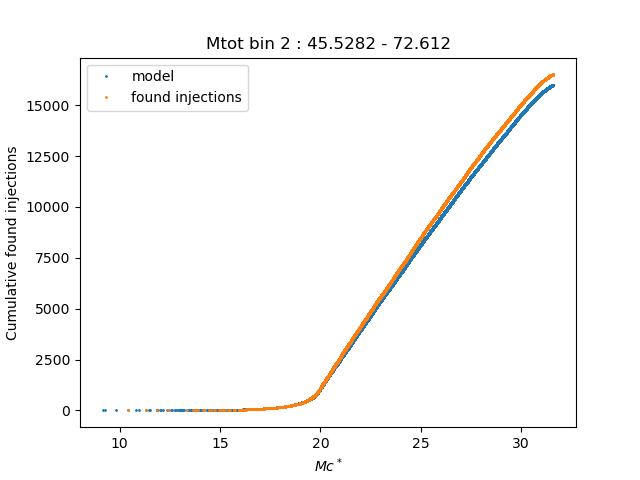 Mtot bin 2 : 45.5282 - 72.612
model
found injections
15000
12500
10000
7500
5000
2500
0
Cumulative found injections
10 15 20 25 30
Mc*